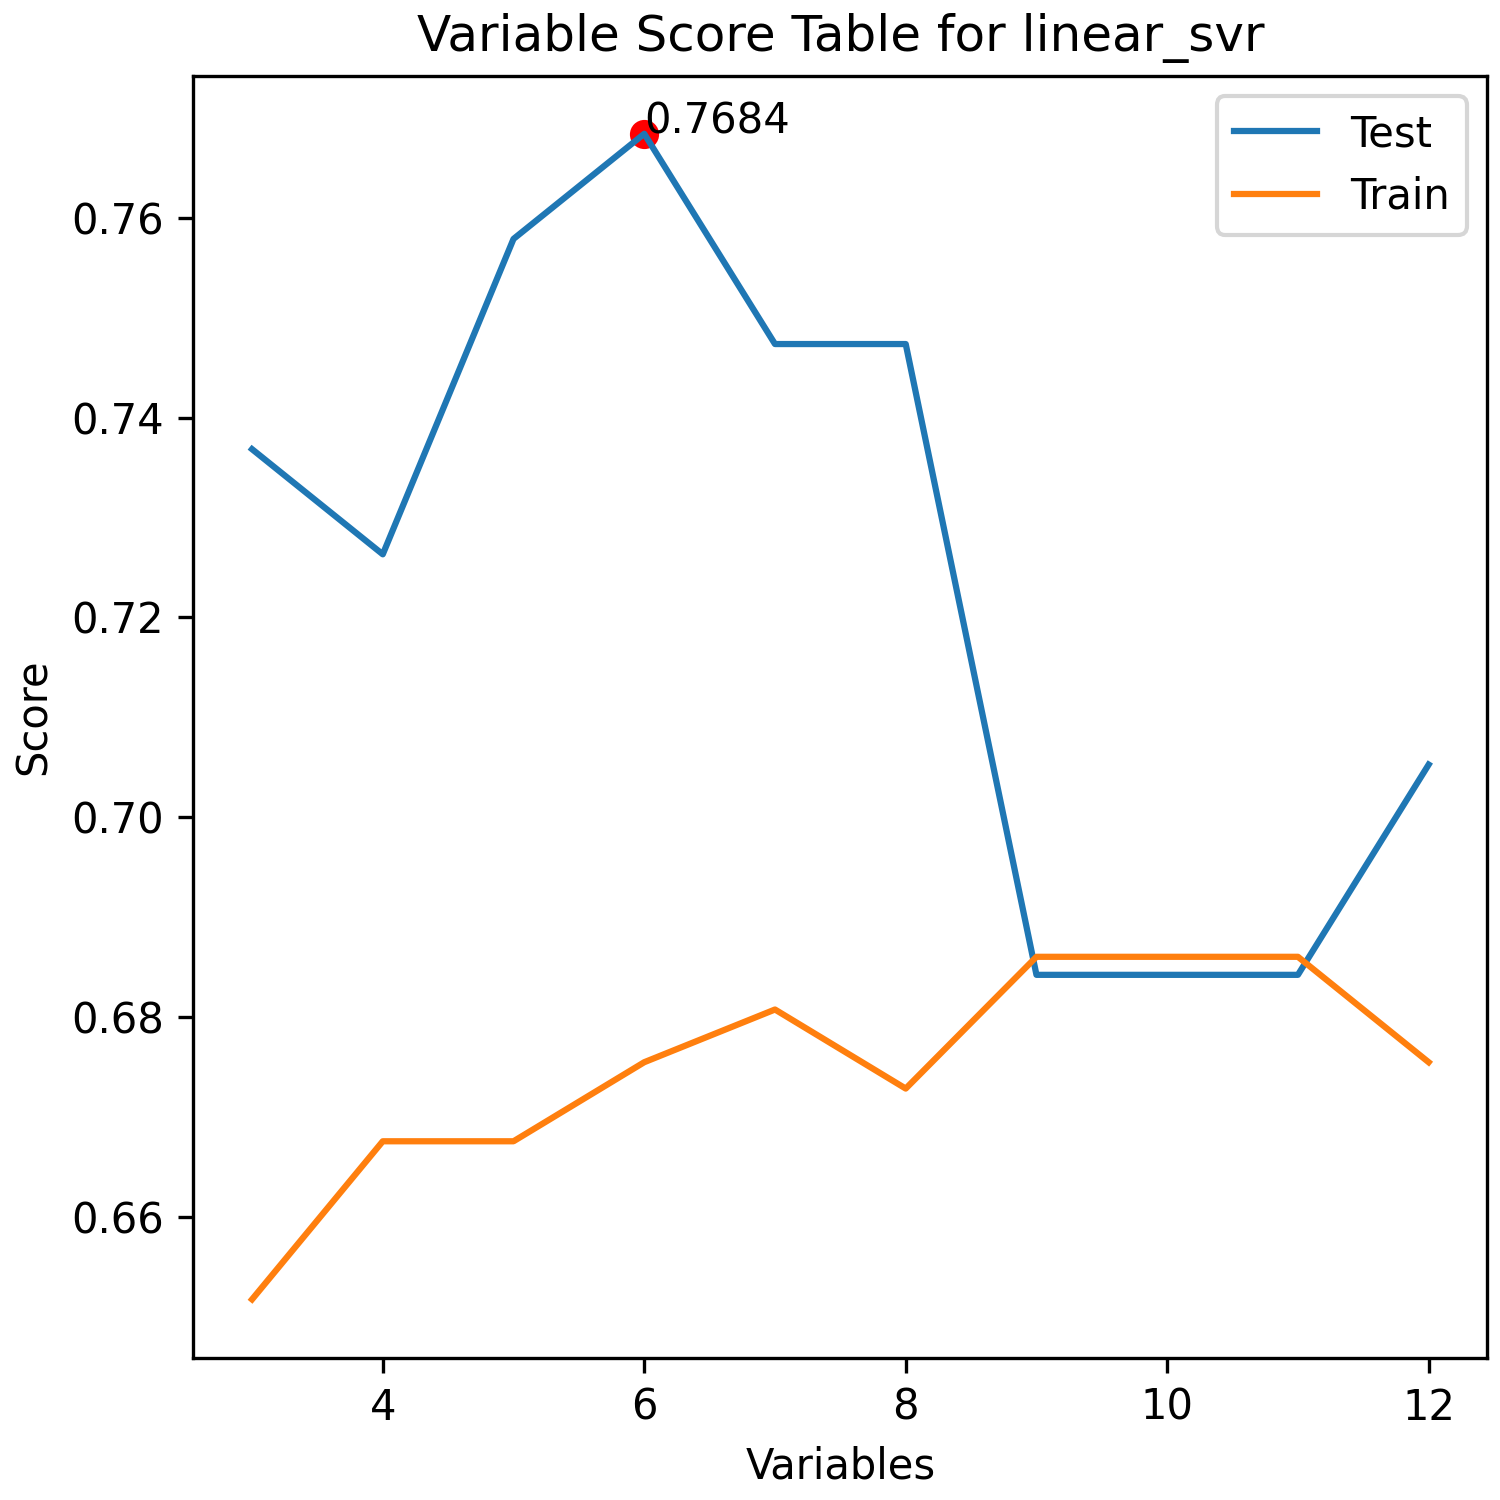 Variable Score Table for linear_svr
0.7684
Test
Train
0.76
0.74
0.72
0.70
0.68
0.66
Score
4 6 8 10 12
Variables